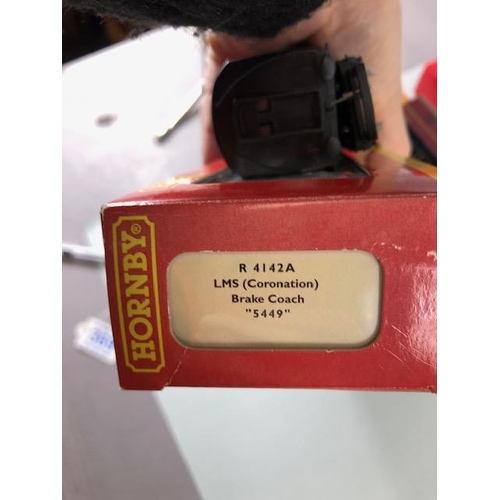 HORNBY®
R 4142A
LMS (Coronation)
Brake Coach
"5449"